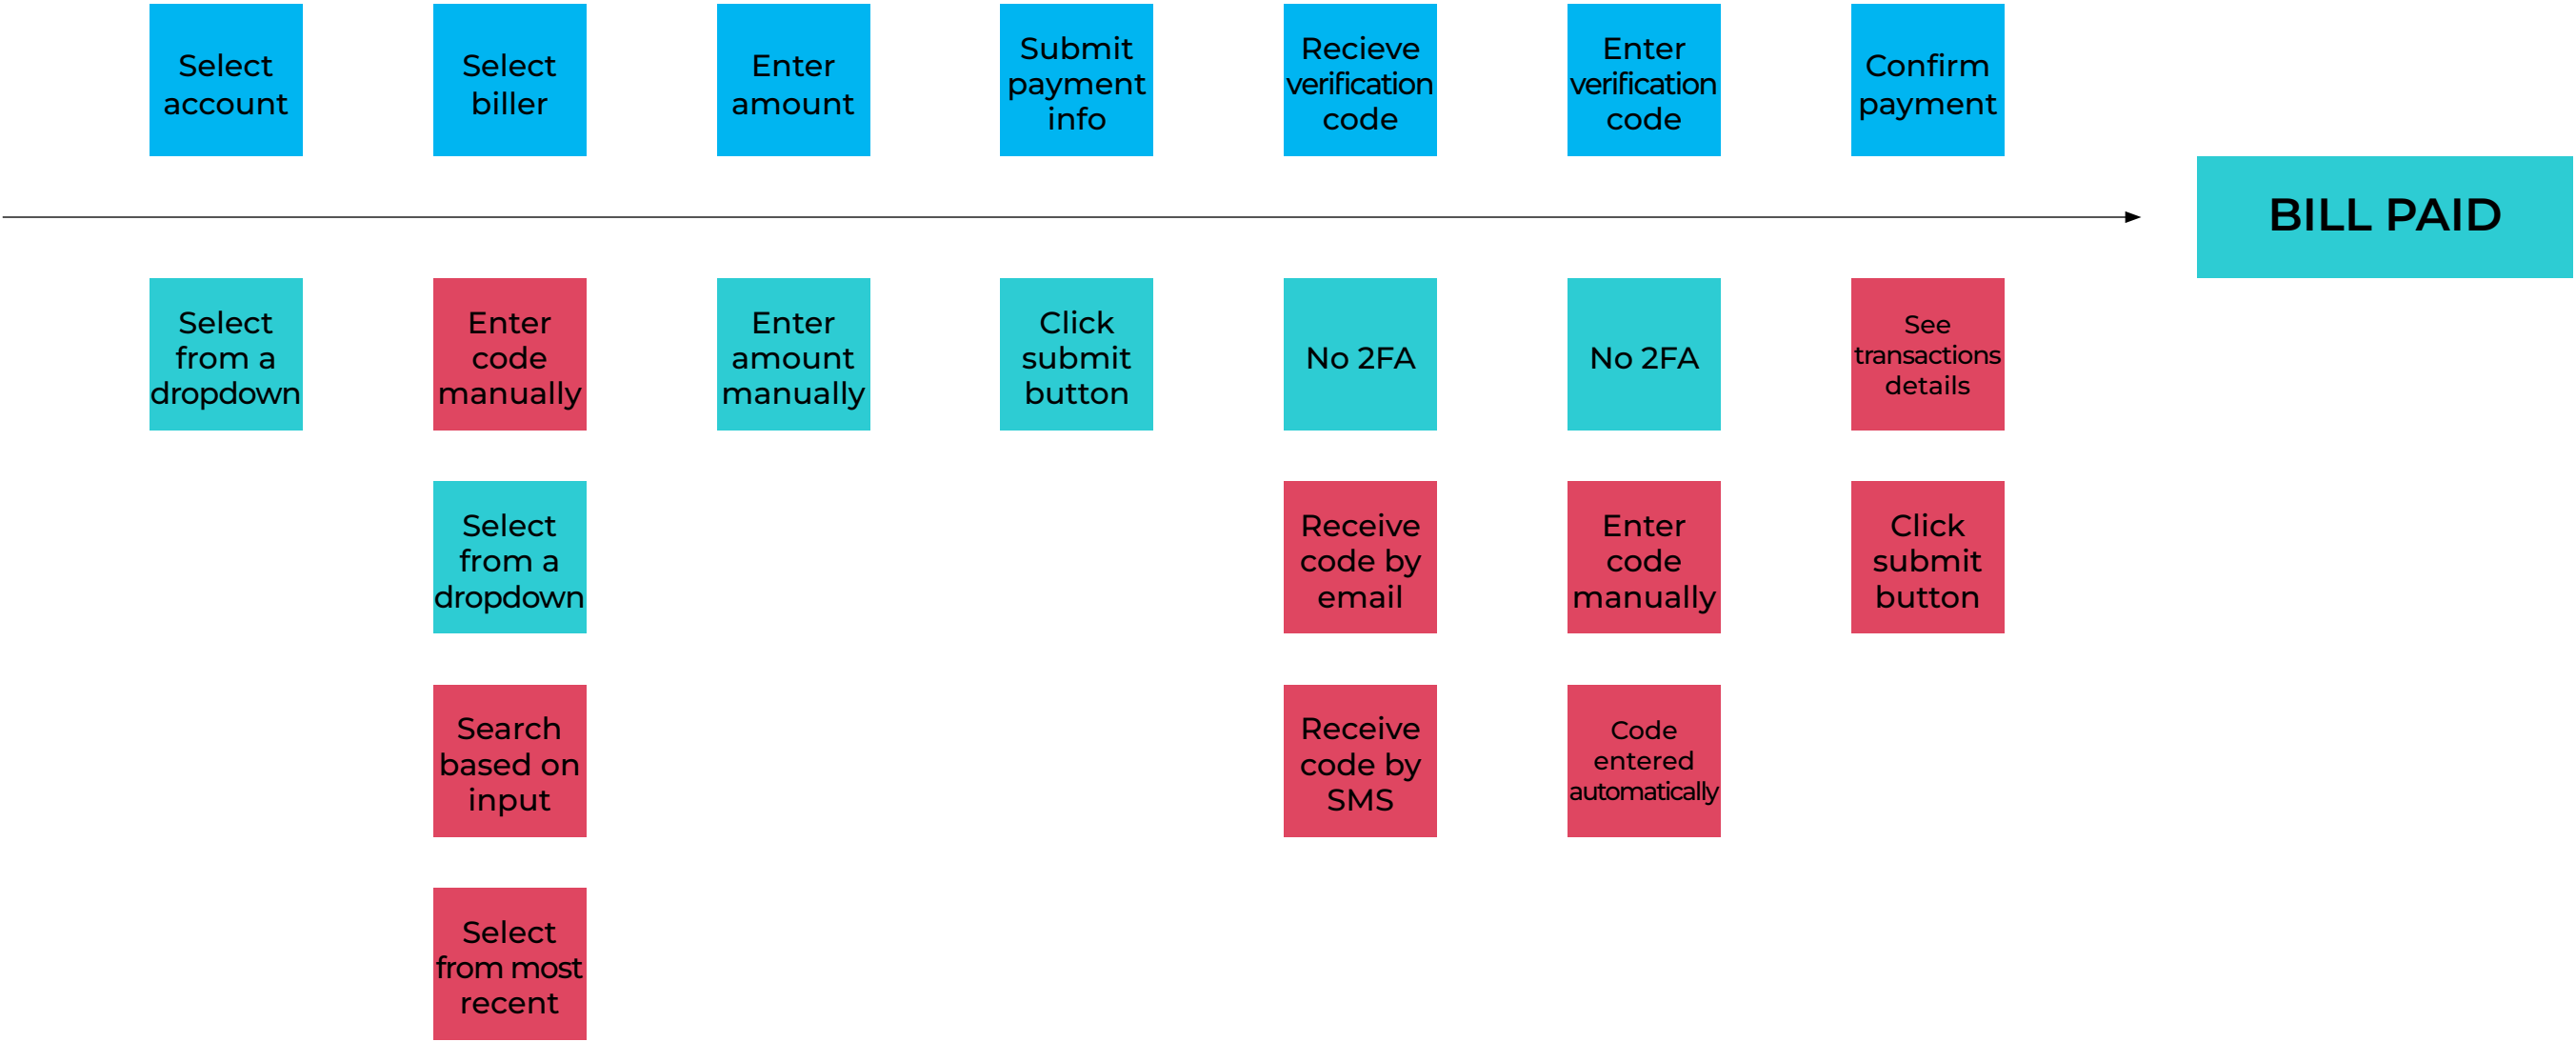 Select
account
Select
biller
Enter
amount
Submit
payment
info
Recieve
verification
code
Enter
verification
code
Confirm
payment
BILL PAID
Select
from a
dropdown
Enter
code
manually
Enter
amount
manually
Click
submit
button
No 2FA
No 2FA
See
transactions
details
Select
from a
dropdown
Receive
code by
email
Enter
code
manually
Click
submit
button
Search
based on
input
Receive
code by
SMS
Code
entered
automatically
Select
from most
recent